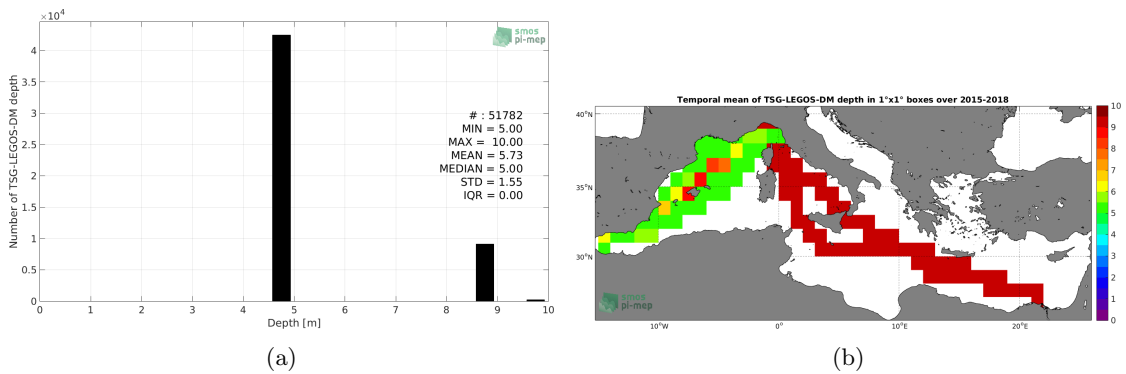 ×10⁴
4
3.5
3
2.5
2
1.5
1
0.5
0
Number of TSG-LEGOS-DM depth
smos
pi-mep
# : 51782
MIN = 5.00
MAX = 10.00
MEAN = 5.73
MEDIAN = 5.00
STD = 1.55
IQR = 0.00
0 1 2 3 4 5 6 7 8 9 10
Depth [m]
(a)
Temporal mean of TSG-LEGOS-DM depth in 1°x1° boxes over 2015-2018
40°N
35°N
30°N
10°W 0° 10°E 20°E
smos
pi-mep
10
9
8
7
6
5
4
3
2
1
0
(b)